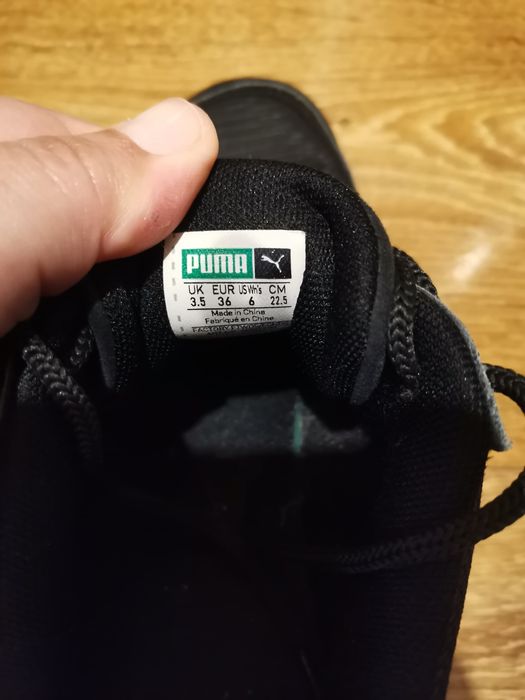 PUMA
UK EUR US Wn's CM
3.5 36 6 22.5
Made in China
Fabriqué en Chine